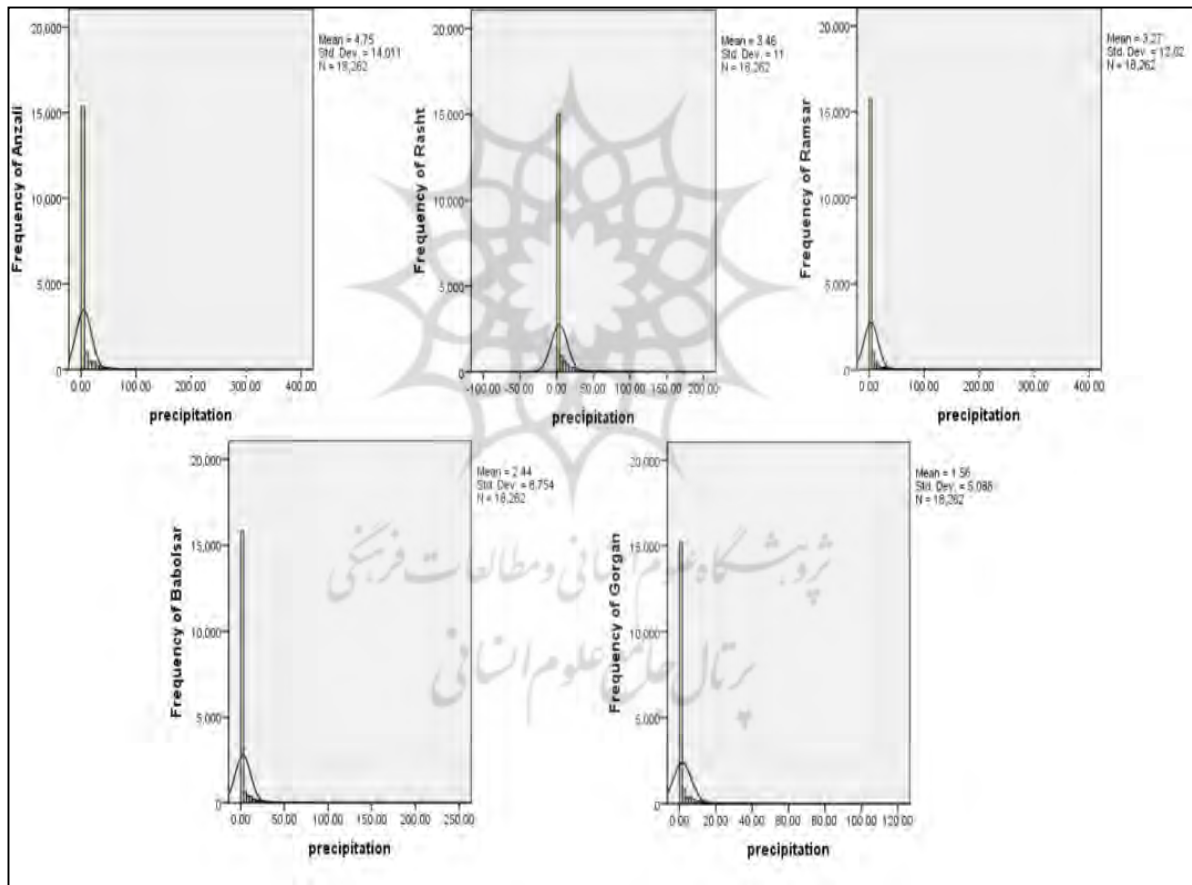 Mean = 4.75
Std. Dev. = 14.011
N = 18,262
Frequency of Anzali
20,000
15,000
10,000
5,000
0
0.00 100.00 200.00 300.00 400.00
precipitation
Mean = 3.46
Std. Dev. = 11
N = 18,262
Frequency of Rasht
20,000
15,000
10,000
5,000
0
-100.00 -50.00 0.00 50.00 100.00 150.00 200.00
precipitation
Mean = 3.27
Std. Dev. = 12.02
N = 18,262
Frequency of Ramsar
20,000
15,000
10,000
5,000
0
0.00 100.00 200.00 300.00 400.00
precipitation
Mean = 2.44
Std. Dev. = 8.754
N = 18,262
Frequency of Babolsar
20,000
15,000
10,000
5,000
0
0.00 50.00 100.00 150.00 200.00 250.00
precipitation
Mean = 1.56
Std. Dev. = 5.088
N = 18,262
Frequency of Gorgan
20,000
15,000
10,000
5,000
0
0.00 20.00 40.00 60.00 80.00 100.00 120.00
precipitation
پژوهشگاه علوم انسانی و مطالعات فرهنگی
پرتال جامع علوم انسانی